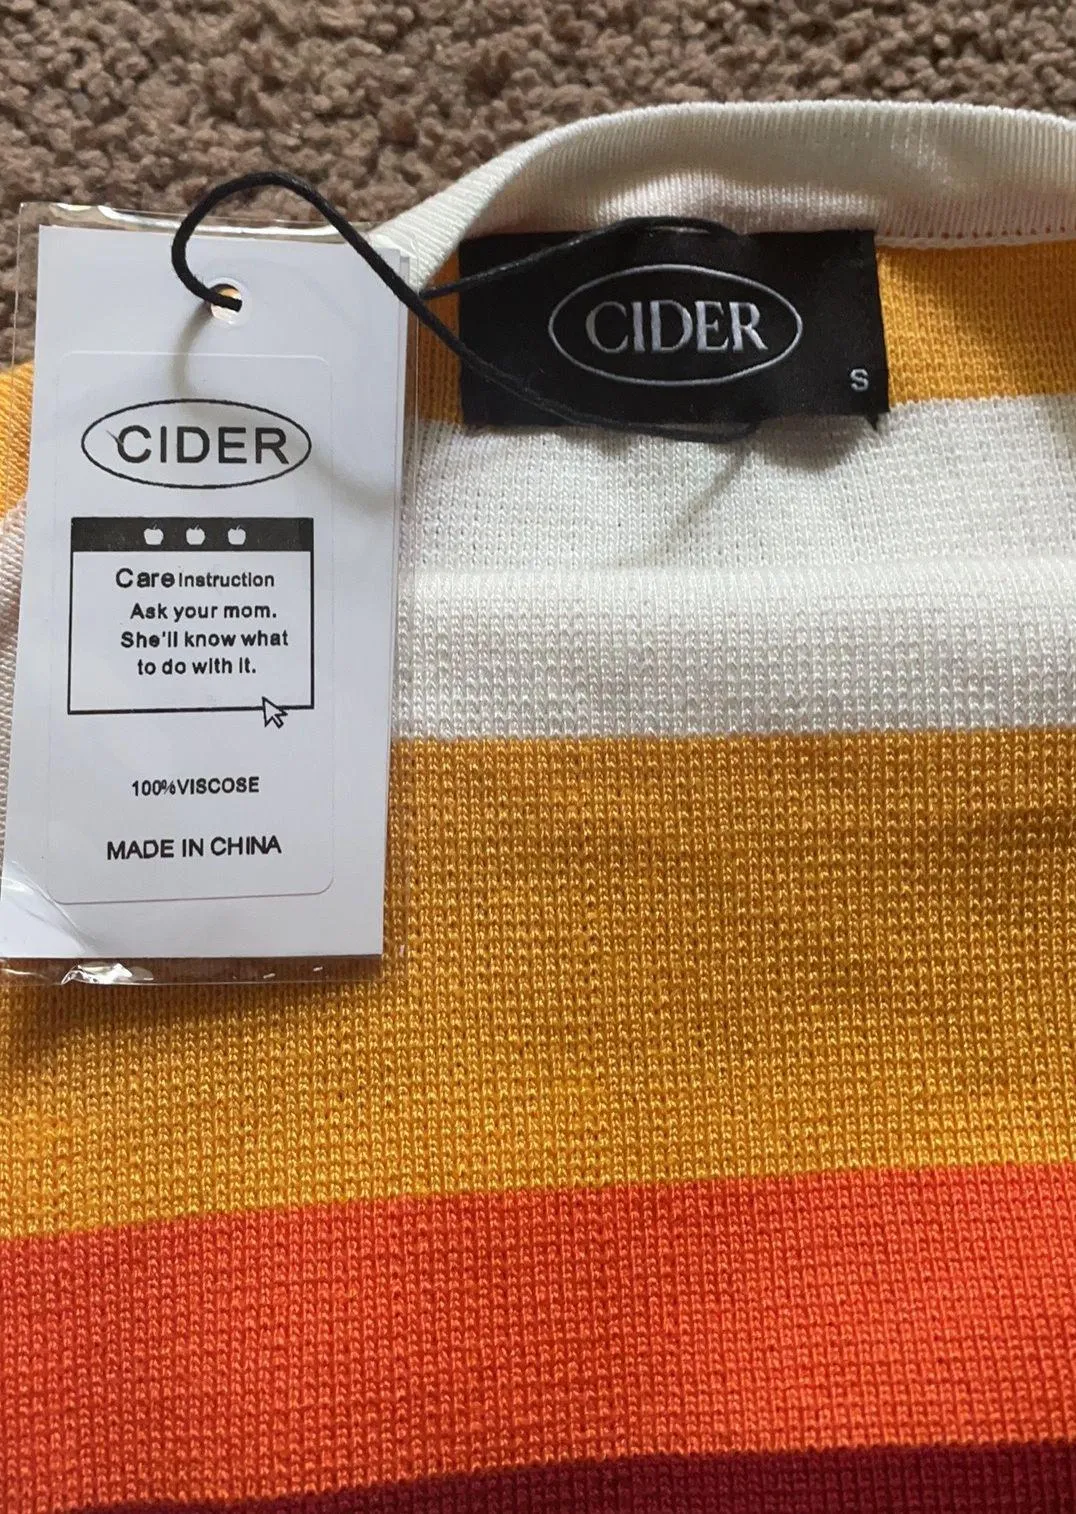 CIDER
S
CIDER
Care Instruction
Ask your mom.
She'll know what
to do with it.
100%VISCOSE
MADE IN CHINA